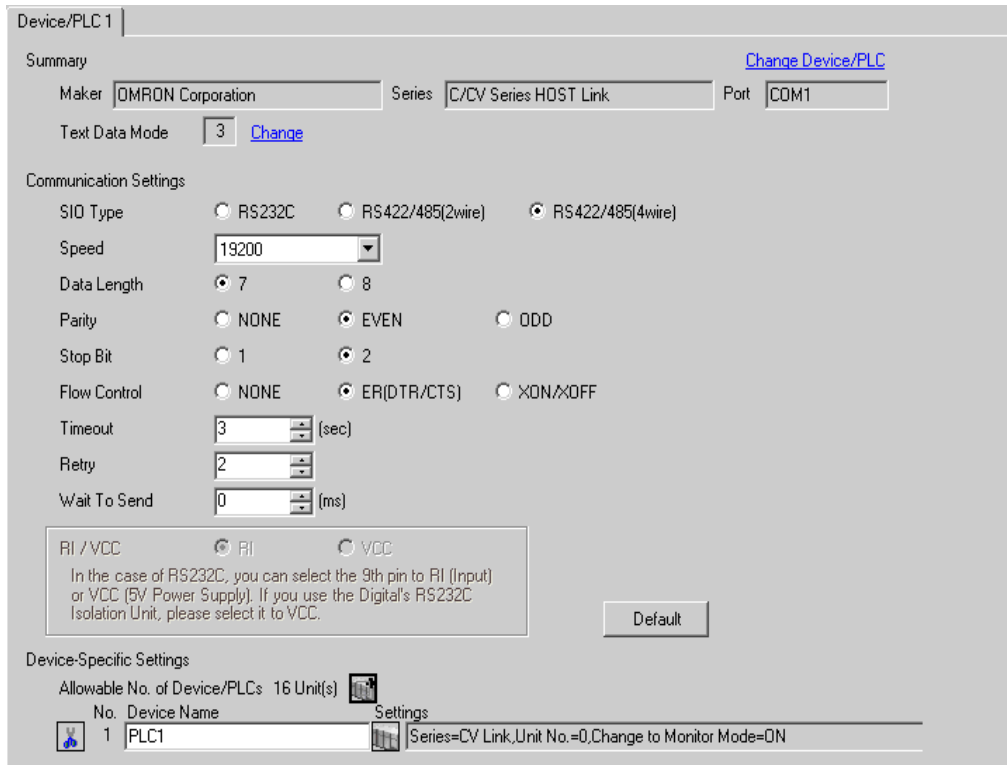 Device/PLC 1
Summary
Change Device/PLC
Maker OMRON Corporation Series C/CV Series HOST Link Port COM1
Text Data Mode 3 Change
Communication Settings
SIO Type RS232C RS422/485(2wire) RS422/485(4wire)
Speed 19200
Data Length 7 8
Parity NONE EVEN ODD
Stop Bit 1 2
Flow Control NONE ER(DTR/CTS) XON/XOFF
Timeout 3 (sec)
Retry 2
Wait To Send 0 (ms)
RI / VCC RI VCC
In the case of RS232C, you can select the 9th pin to RI (Input)
or VCC (5V Power Supply). If you use the Digital's RS232C
Isolation Unit, please select it to VCC.
Default
Device-Specific Settings
Allowable No. of Device/PLCs 16 Unit(s)
No. Device Name Settings
1 PLC1 Series=CV Link,Unit No.=0,Change to Monitor Mode=ON